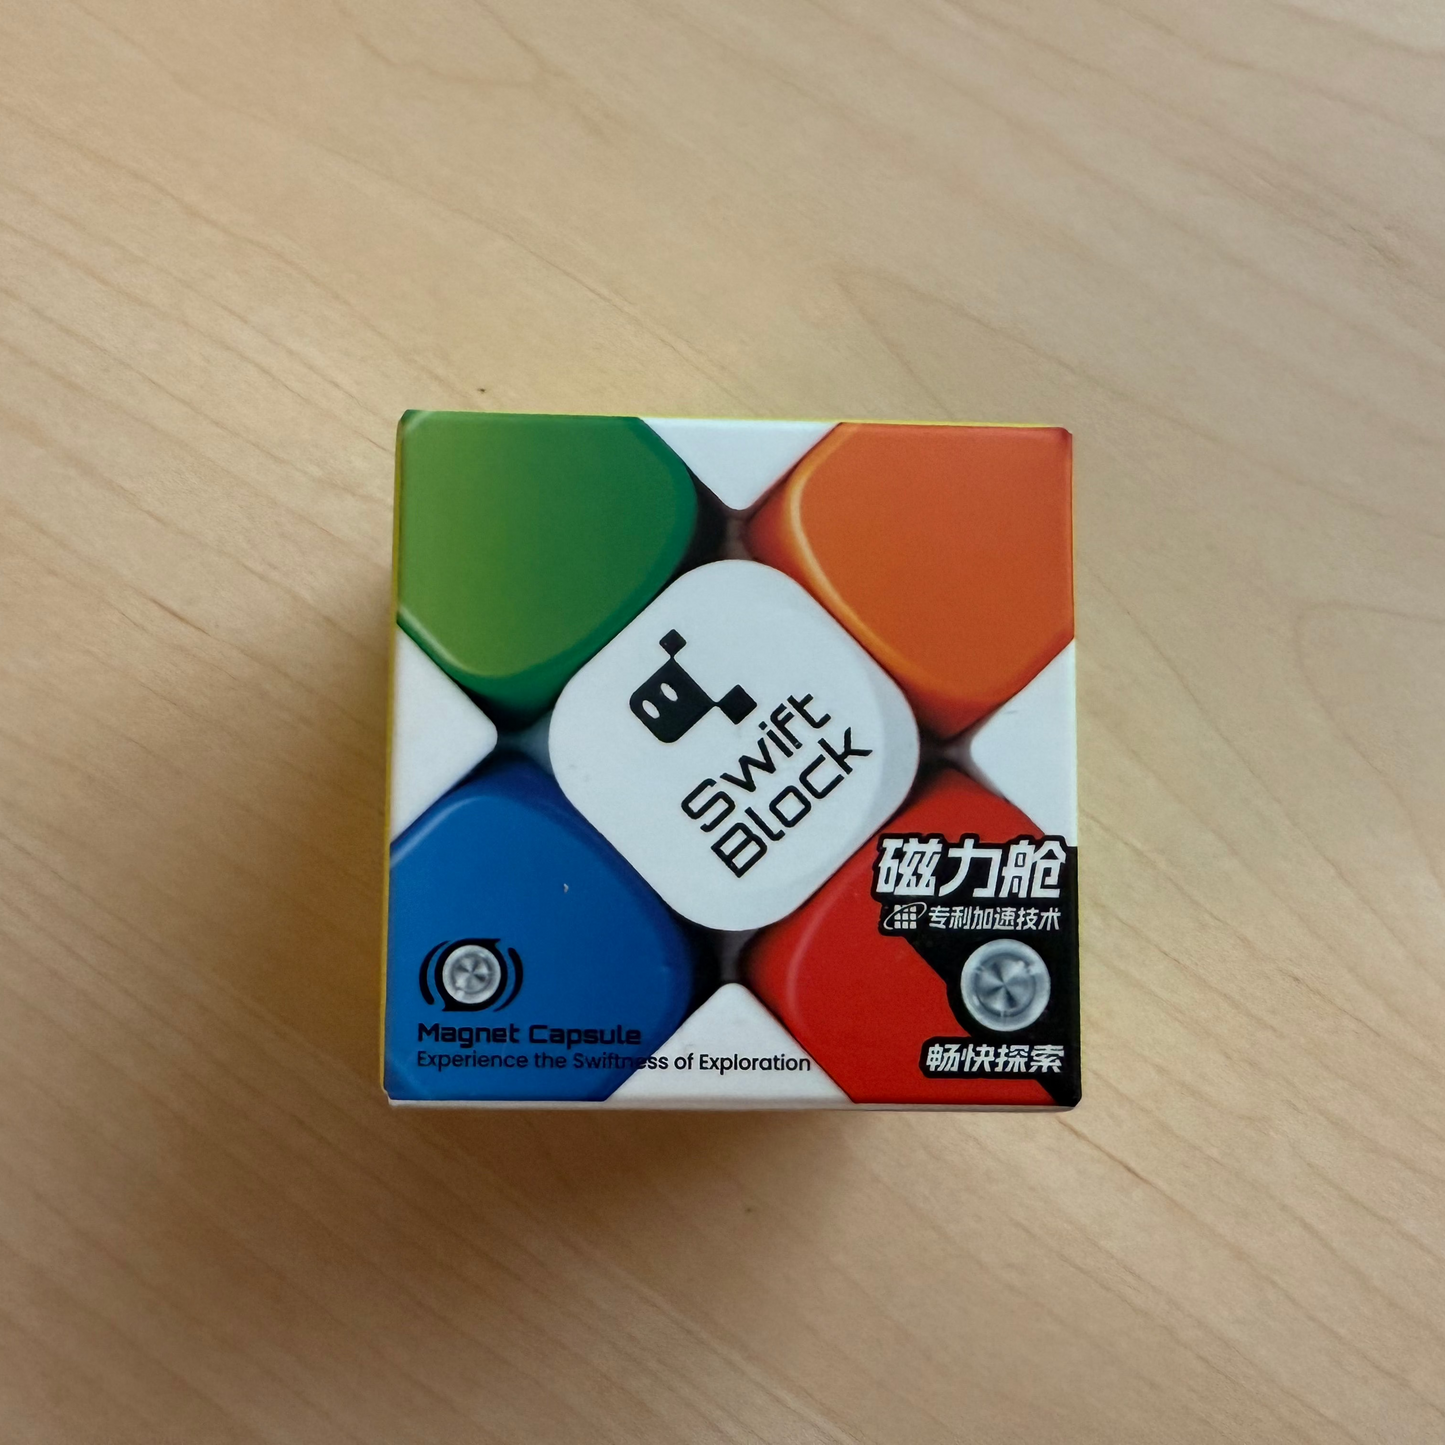 Swift
Block
磁力舱
专利加速技术
畅快探索
Magnet Capsule
Experience the Swiftness of Exploration